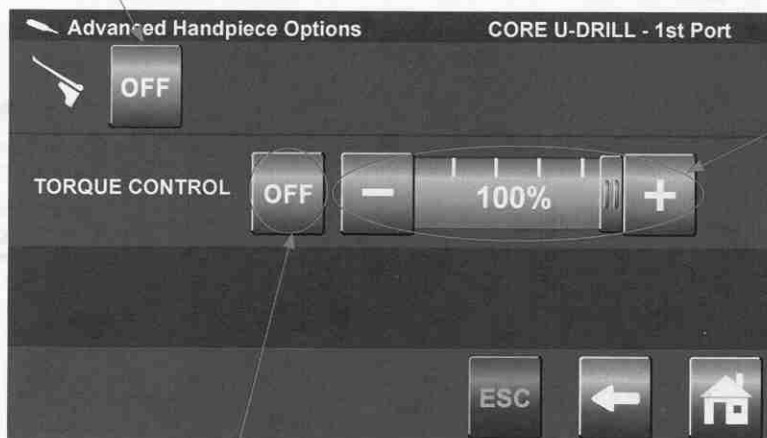 Advanced Handpiece Options CORE U-DRILL - 1st Port
OFF
TORQUE CONTROL OFF − 100% +
ESC